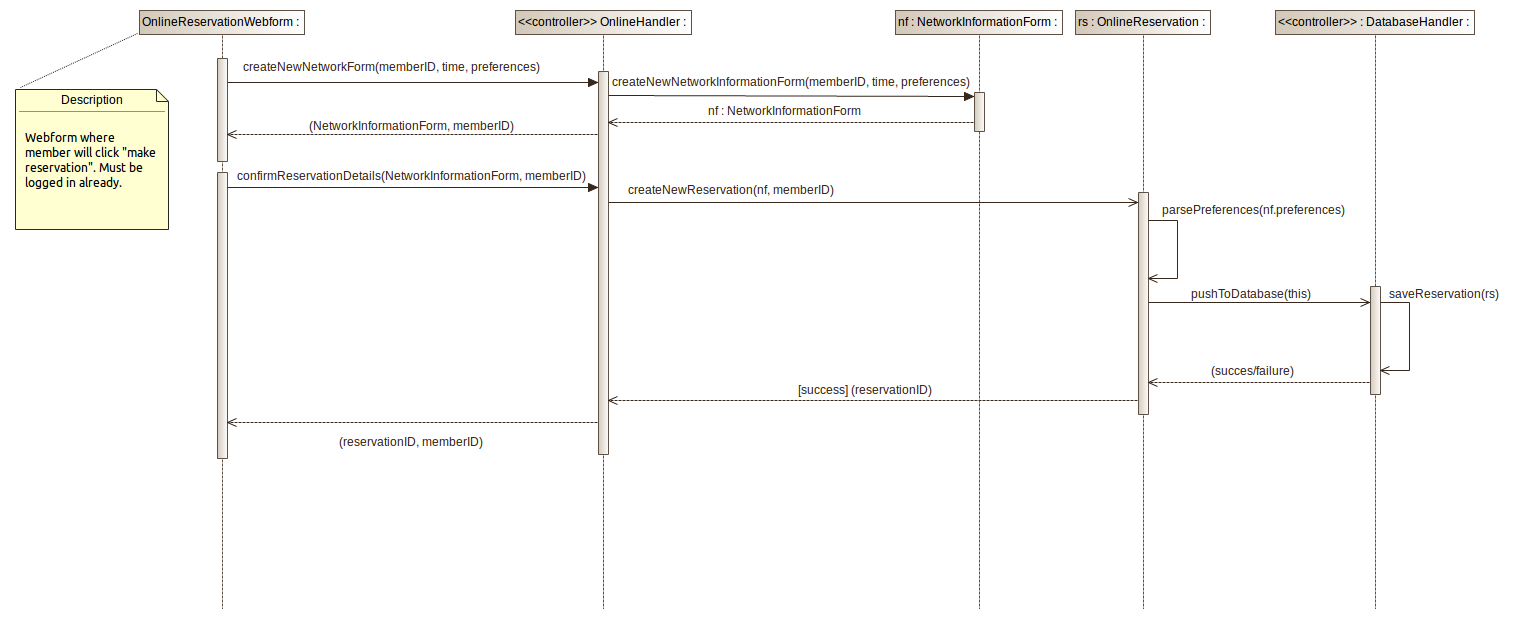 OnlineReservationWebform :
<<controller>> OnlineHandler :
nf : NetworkInformationForm :
rs : OnlineReservation :
<<controller>> : DatabaseHandler :
createNewNetworkForm(memberID, time, preferences)
createNewNetworkInformationForm(memberID, time, preferences)
Description
nf : NetworkInformationForm
(NetworkInformationForm, memberID)
Webform where
member will click "make
reservation". Must be
logged in already.
confirmReservationDetails(NetworkInformationForm, memberID)
createNewReservation(nf, memberID)
parsePreferences(nf.preferences)
pushToDatabase(this)
saveReservation(rs)
(succes/failure)
[success] (reservationID)
(reservationID, memberID)